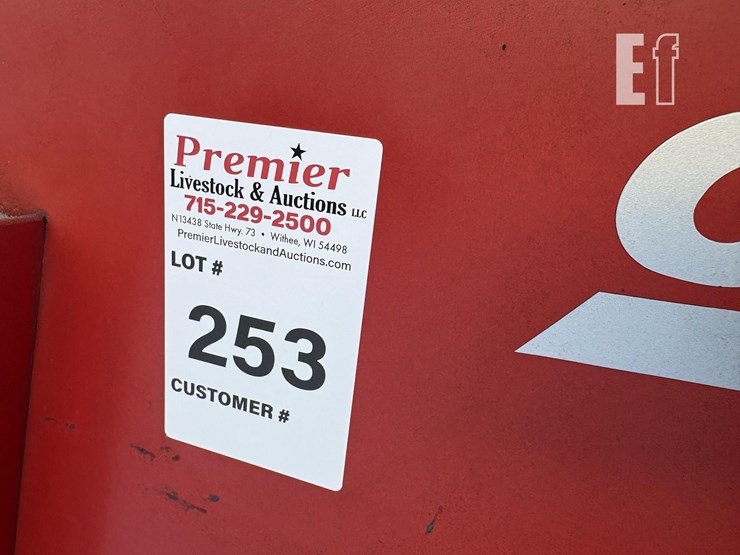 Ef
Premier
Livestock & Auctions LLC
715-229-2500
N13438 State Hwy. 73 • Withee, WI 54498
PremierLivestockandAuctions.com
LOT #
253
CUSTOMER #